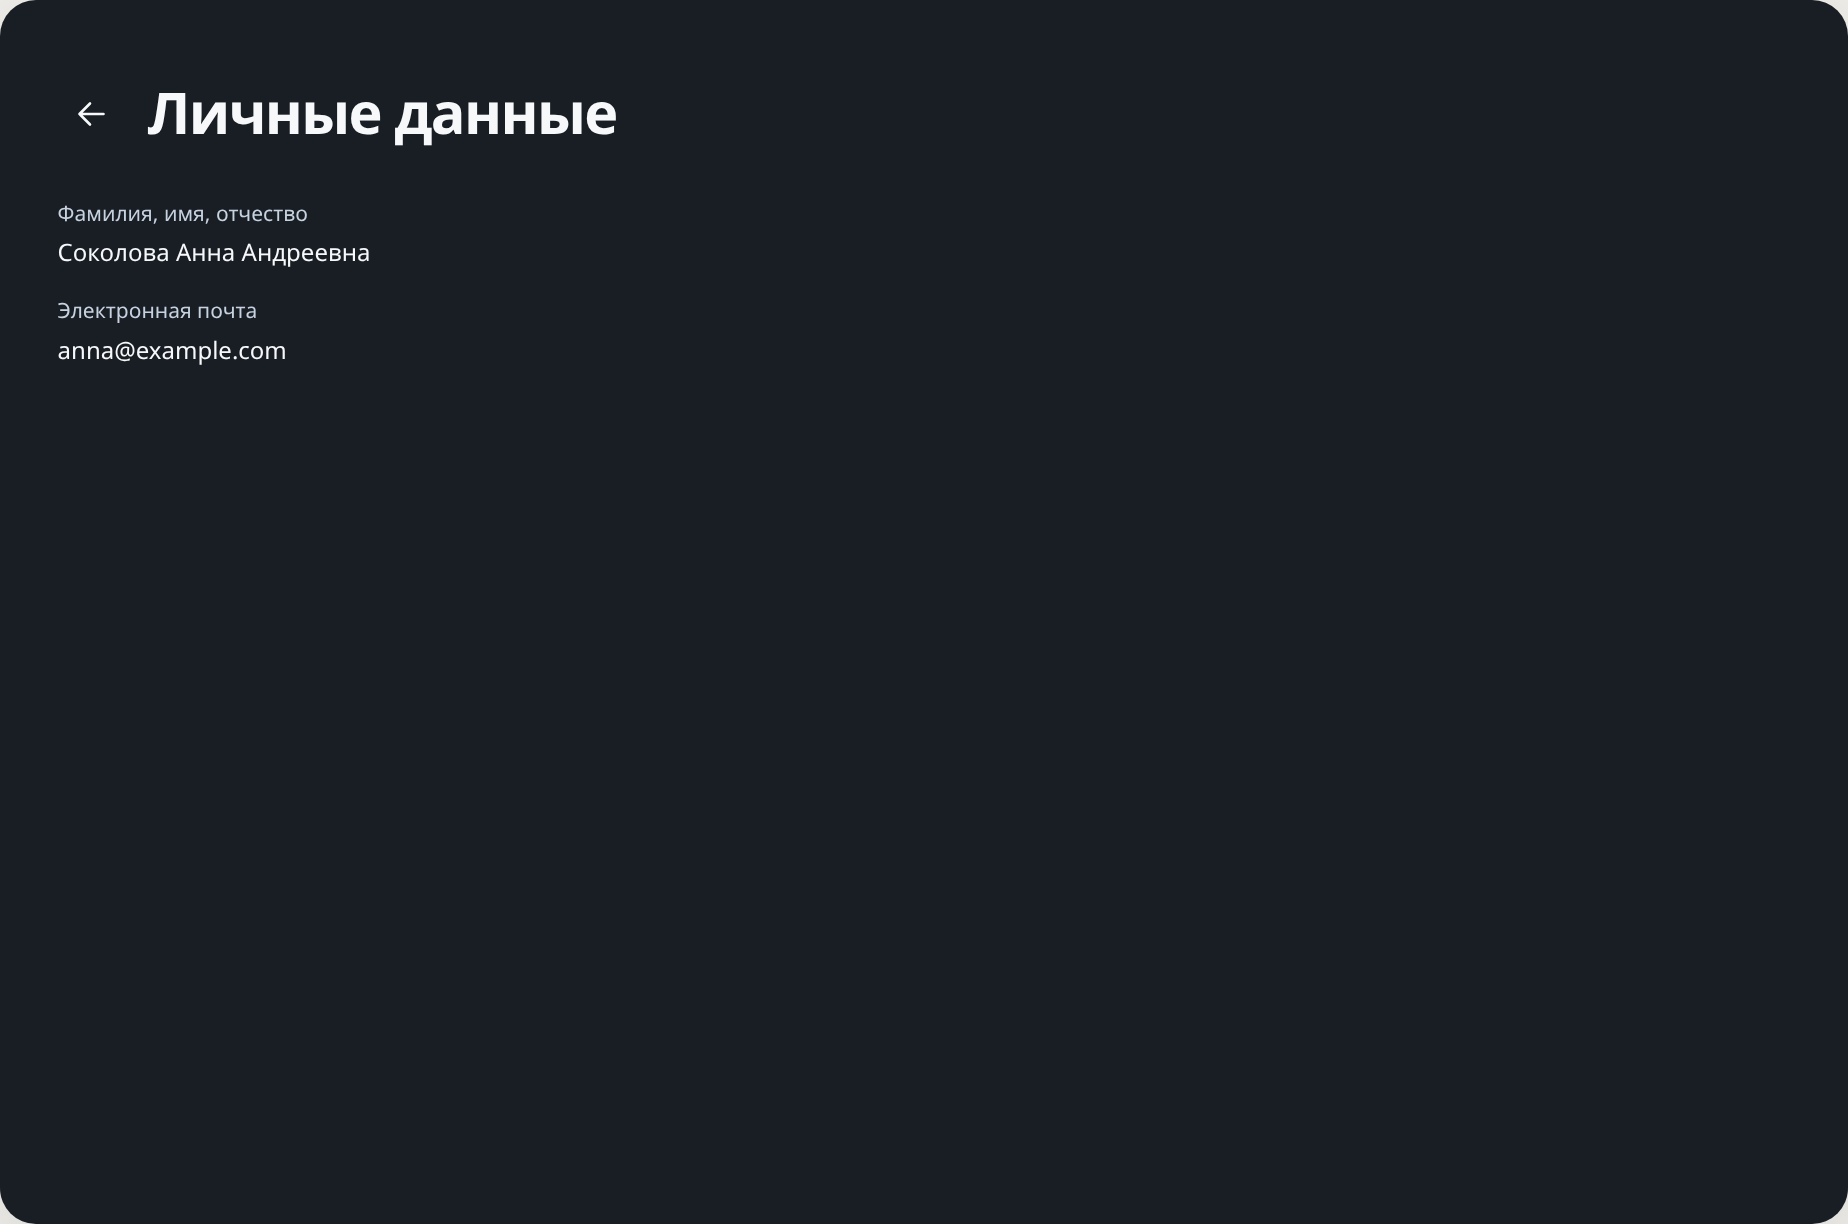 Личные данные
Фамилия, имя, отчество
Соколова Анна Андреевна
Электронная почта
anna@example.com